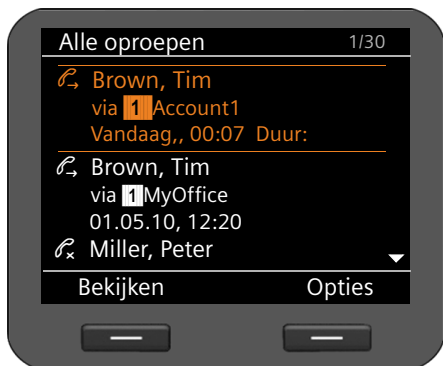 Alle oproepen 1/30
Brown, Tim
via 1 Account1
Vandaag,, 00:07 Duur:
Brown, Tim
via 1 MyOffice
01.05.10, 12:20
Miller, Peter
Bekijken Opties